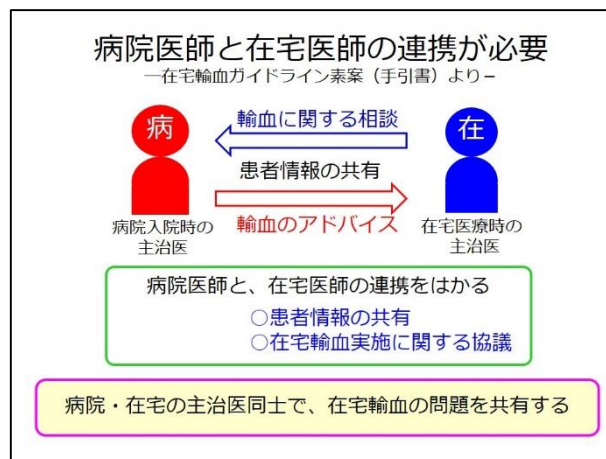 病院医師と在宅医師の連携が必要
―在宅輸血ガイドライン素案（手引書）より－
病
輸血に関する相談
在
患者情報の共有
輸血のアドバイス
病院入院時の
主治医
在宅医療時の
主治医
病院医師と、在宅医師の連携をはかる
○患者情報の共有
○在宅輸血実施に関する協議
病院・在宅の主治医同士で、在宅輸血の問題を共有する